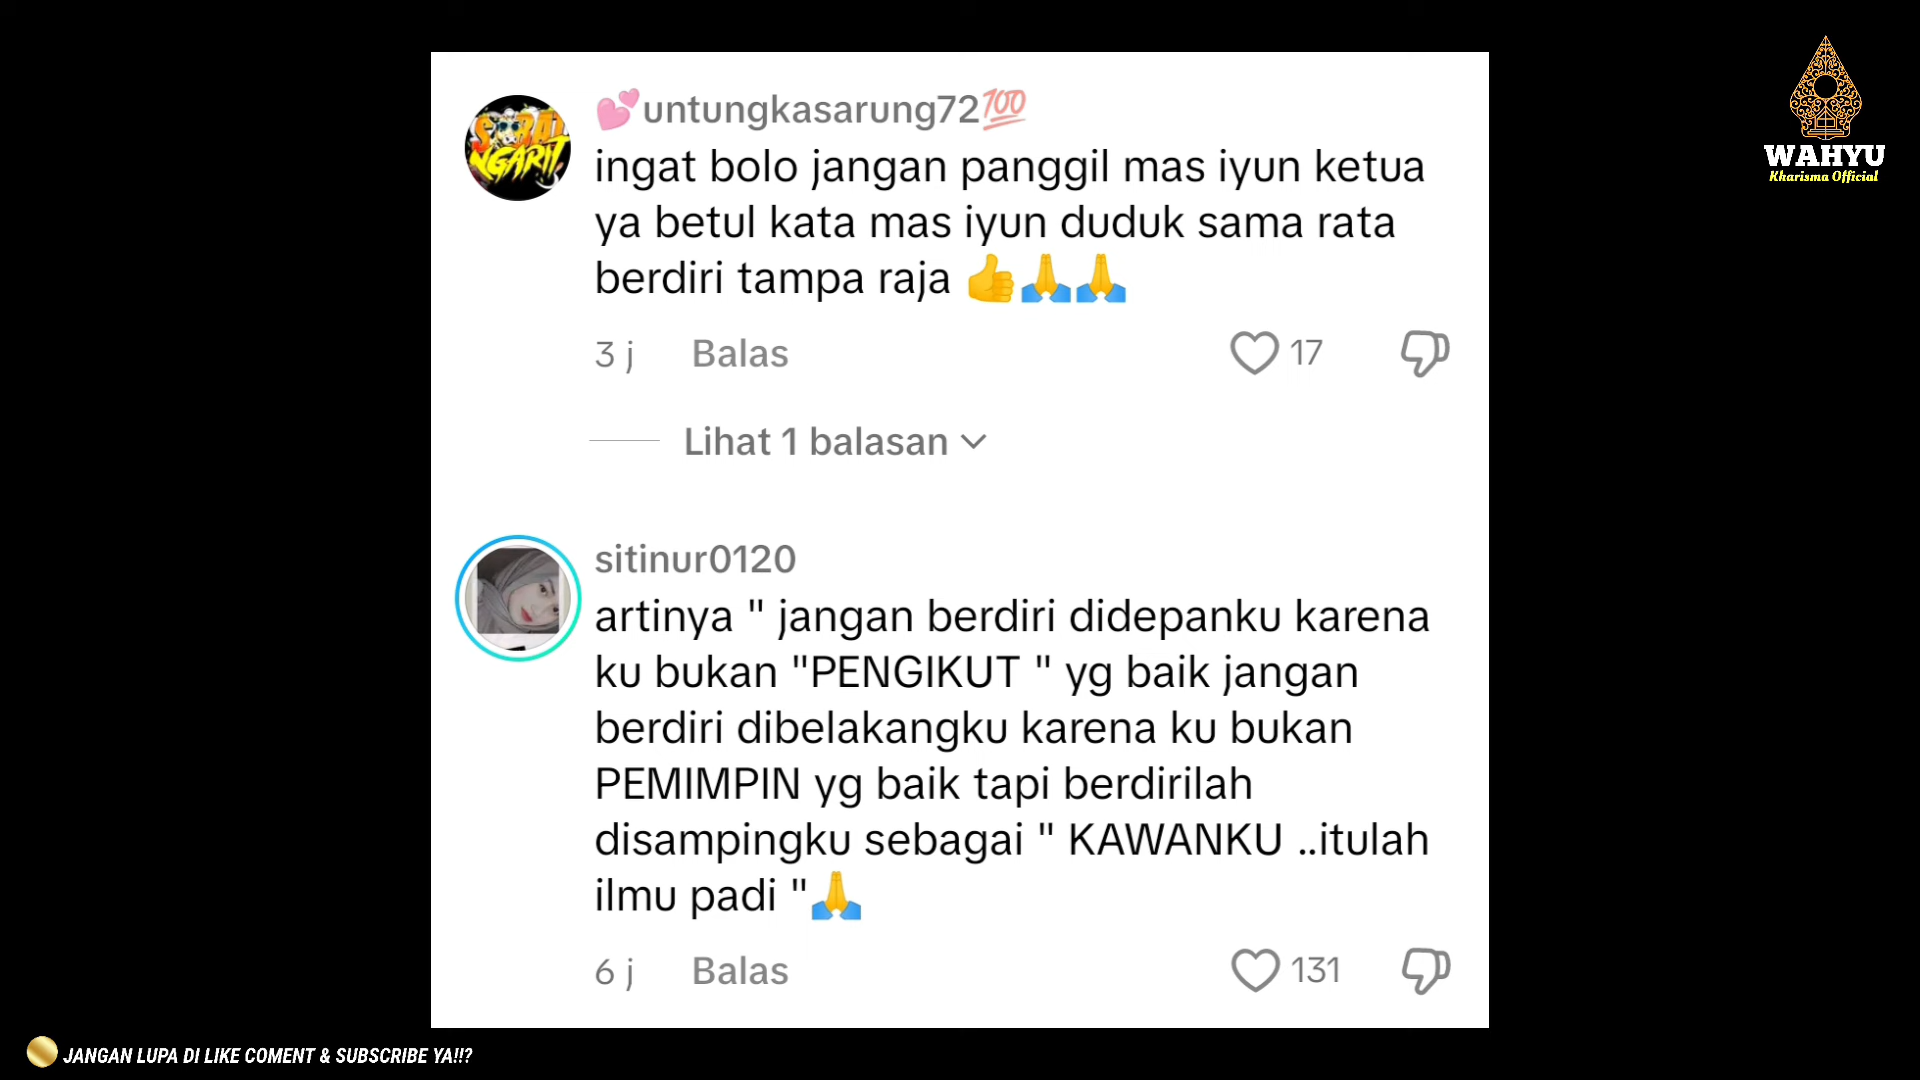 💕untungkasarung72💯
ingat bolo jangan panggil mas iyun ketua
ya betul kata mas iyun duduk sama rata
berdiri tampa raja 👍🙏🙏
3 j Balas 17
Lihat 1 balasan
sitinur0120
artinya " jangan berdiri didepanku karena
ku bukan "PENGIKUT " yg baik jangan
berdiri dibelakangku karena ku bukan
PEMIMPIN yg baik tapi berdirilah
disampingku sebagai " KAWANKU ..itulah
ilmu padi "🙏
6 j Balas 131
WAHYU
Kharisma Official
JANGAN LUPA DI LIKE COMENT & SUBSCRIBE YA!!?